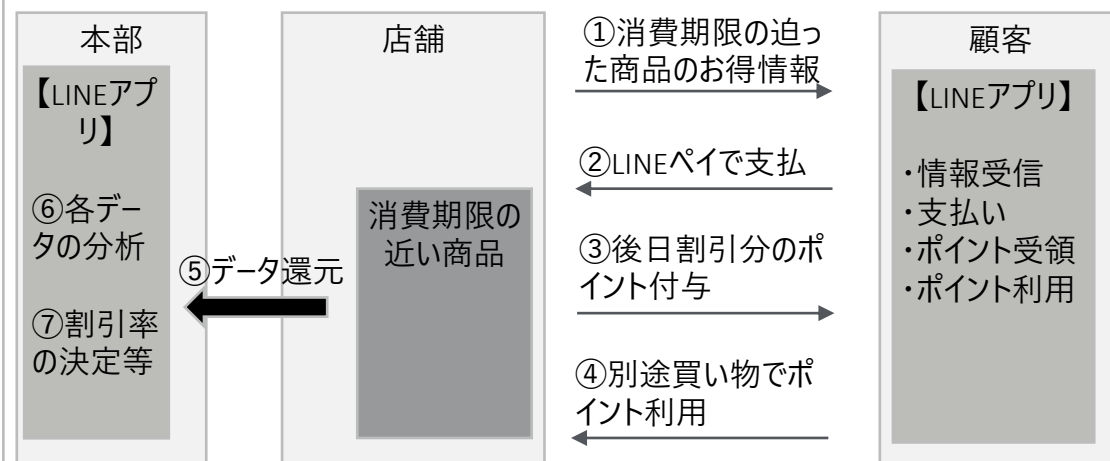 本部
【LINEアプ
リ】
⑥各デー
タの分析
⑦割引率
の決定等
⑤データ還元
店舗
消費期限の
近い商品
①消費期限の迫っ
た商品のお得情報
②LINEペイで支払
③後日割引分のポ
イント付与
④別途買い物でポ
イント利用
顧客
【LINEアプリ】
・情報受信
・支払い
・ポイント受領
・ポイント利用